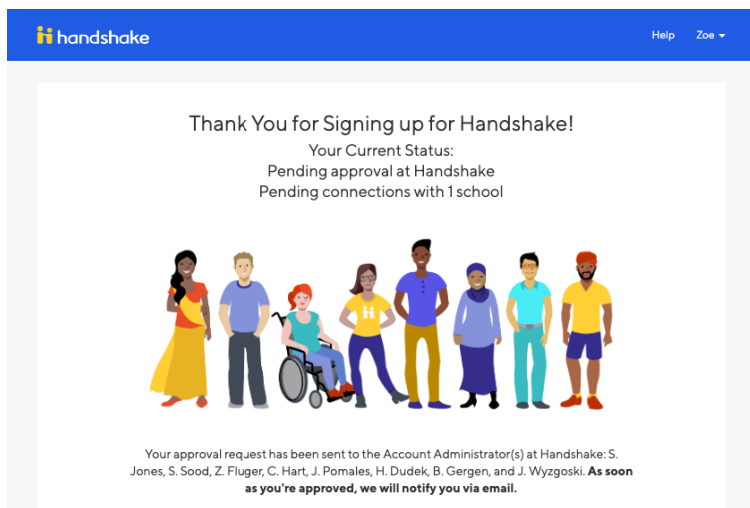 handshake
Help Zoe
Thank You for Signing up for Handshake!
Your Current Status:
Pending approval at Handshake
Pending connections with 1 school
Your approval request has been sent to the Account Administrator(s) at Handshake: S.
Jones, S. Sood, Z. Fluger, C. Hart, J. Pomales, H. Dudek, B. Gergen, and J. Wyzgoski. As soon
as you're approved, we will notify you via email.